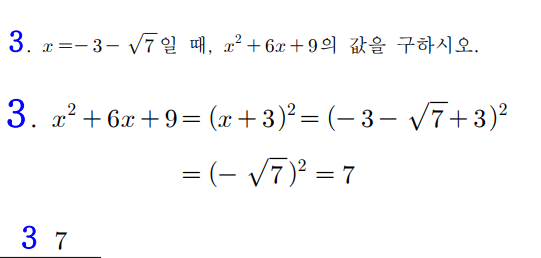 3. x=-3-√7일 때, x²+6x+9의 값을 구하시오.
3. x²+6x+9=(x+3)²=(-3-√7+3)²
=(-√7)²=7
3 7